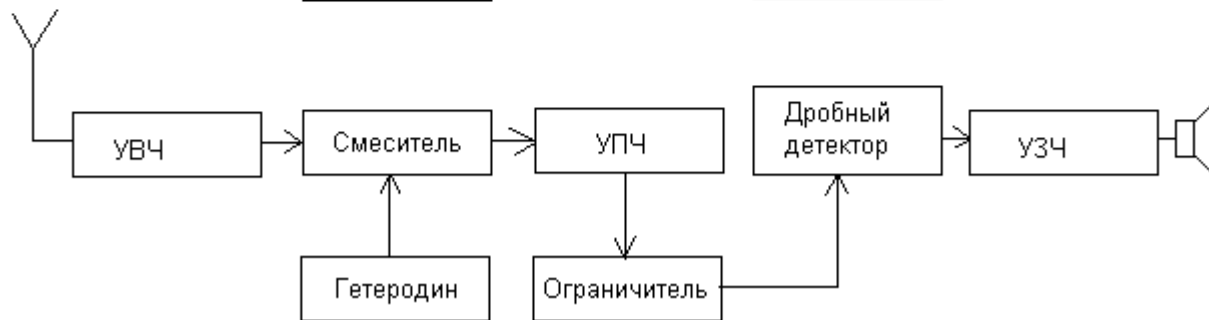 УВЧ
Смеситель
УПЧ
Дробный
детектор
УЗЧ
Гетеродин
Ограничитель